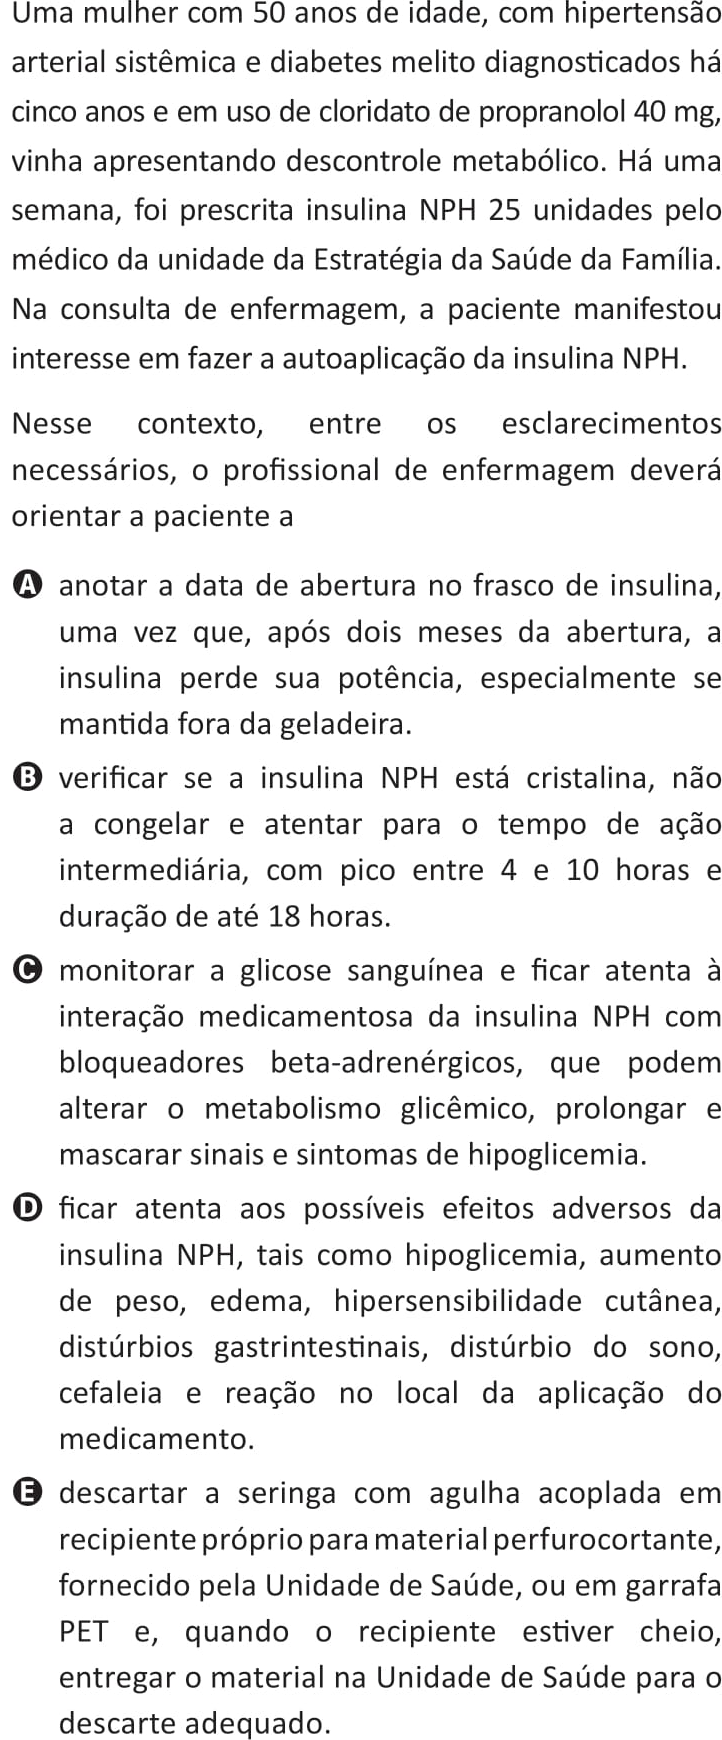 Uma mulher com 50 anos de idade, com hipertensão
arterial sistêmica e diabetes melito diagnosticados há
cinco anos e em uso de cloridato de propranolol 40 mg,
vinha apresentando descontrole metabólico. Há uma
semana, foi prescrita insulina NPH 25 unidades pelo
médico da unidade da Estratégia da Saúde da Família.
Na consulta de enfermagem, a paciente manifestou
interesse em fazer a autoaplicação da insulina NPH.
Nesse contexto, entre os esclarecimentos
necessários, o profissional de enfermagem deverá
orientar a paciente a
A anotar a data de abertura no frasco de insulina,
uma vez que, após dois meses da abertura, a
insulina perde sua potência, especialmente se
mantida fora da geladeira.
B verificar se a insulina NPH está cristalina, não
a congelar e atentar para o tempo de ação
intermediária, com pico entre 4 e 10 horas e
duração de até 18 horas.
C monitorar a glicose sanguínea e ficar atenta à
interação medicamentosa da insulina NPH com
bloqueadores beta-adrenérgicos, que podem
alterar o metabolismo glicêmico, prolongar e
mascarar sinais e sintomas de hipoglicemia.
D ficar atenta aos possíveis efeitos adversos da
insulina NPH, tais como hipoglicemia, aumento
de peso, edema, hipersensibilidade cutânea,
distúrbios gastrintestinais, distúrbio do sono,
cefaleia e reação no local da aplicação do
medicamento.
E descartar a seringa com agulha acoplada em
recipiente próprio para material perfurocortante,
fornecido pela Unidade de Saúde, ou em garrafa
PET e, quando o recipiente estiver cheio,
entregar o material na Unidade de Saúde para o
descarte adequado.